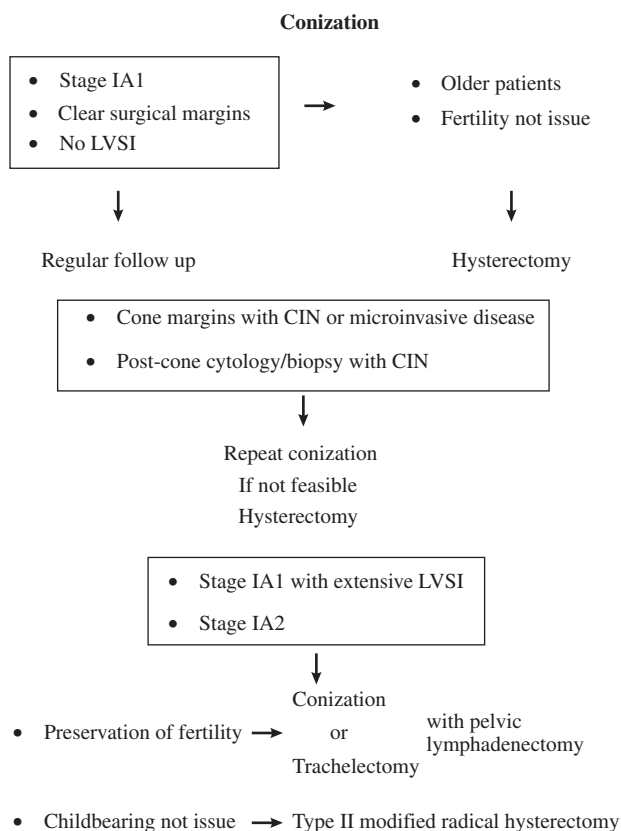 Conization
• Stage IA1
• Clear surgical margins
• No LVSI
• Older patients
• Fertility not issue
Regular follow up
Hysterectomy
• Cone margins with CIN or microinvasive disease
• Post-cone cytology/biopsy with CIN
Repeat conization
If not feasible
Hysterectomy
• Stage IA1 with extensive LVSI
• Stage IA2
• Preservation of fertility
Conization
or
Trachelectomy
with pelvic
lymphadenectomy
• Childbearing not issue
Type II modified radical hysterectomy